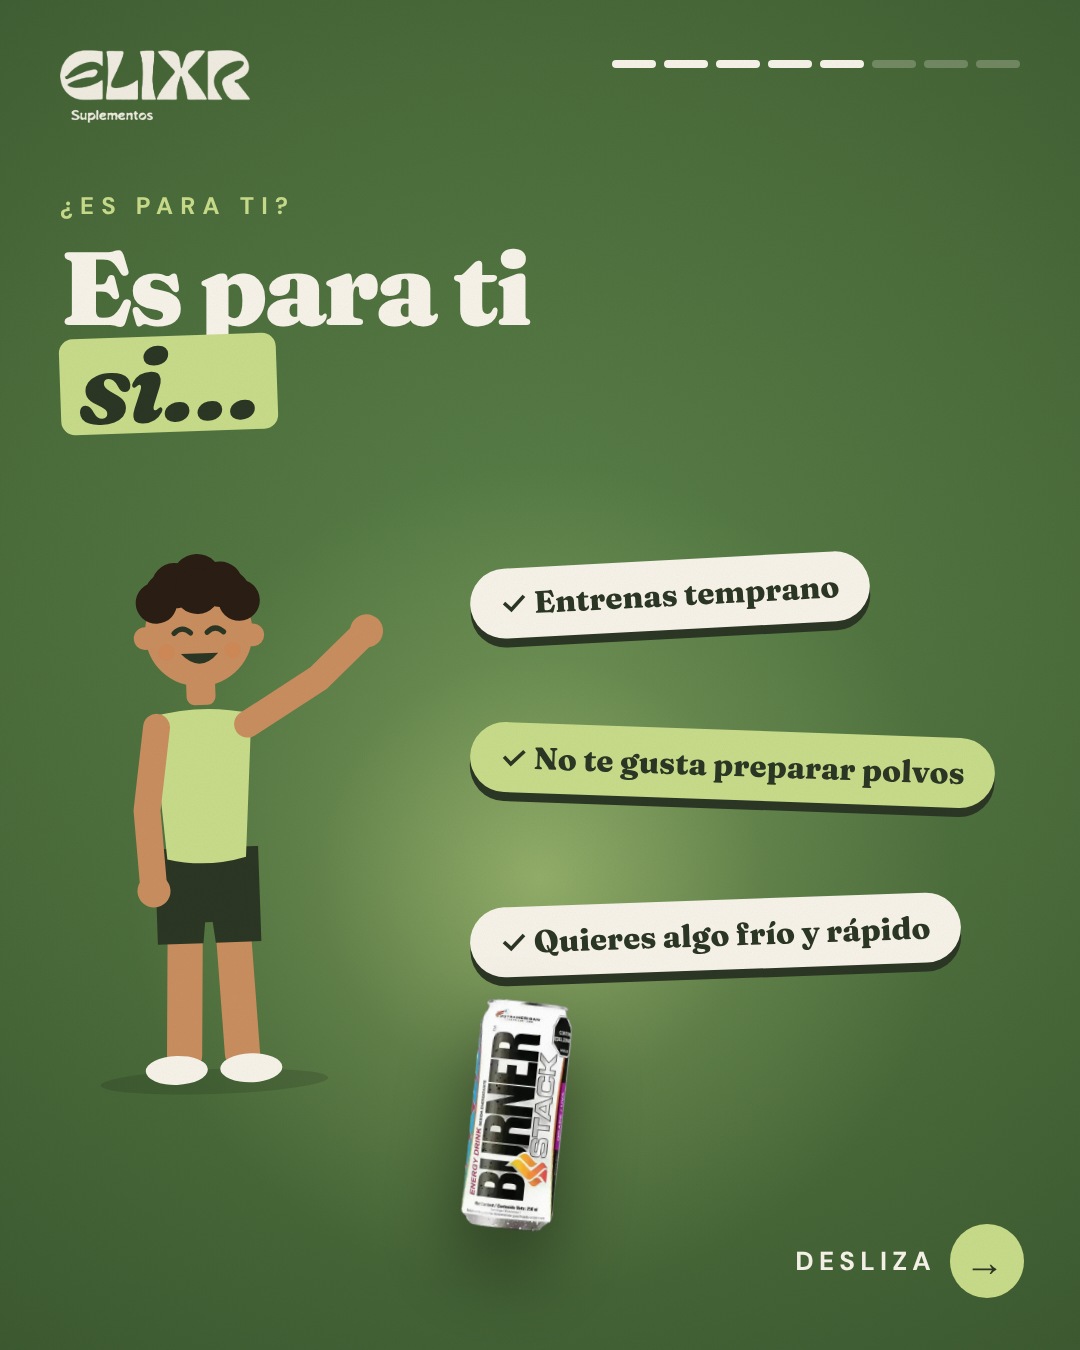 ELIXR
Suplementos
¿ES PARA TI?
Es para ti
si...
✓ Entrenas temprano
✓ No te gusta preparar polvos
✓ Quieres algo frío y rápido
BURNER
STACK
ENERGY DRINK
DESLIZA →